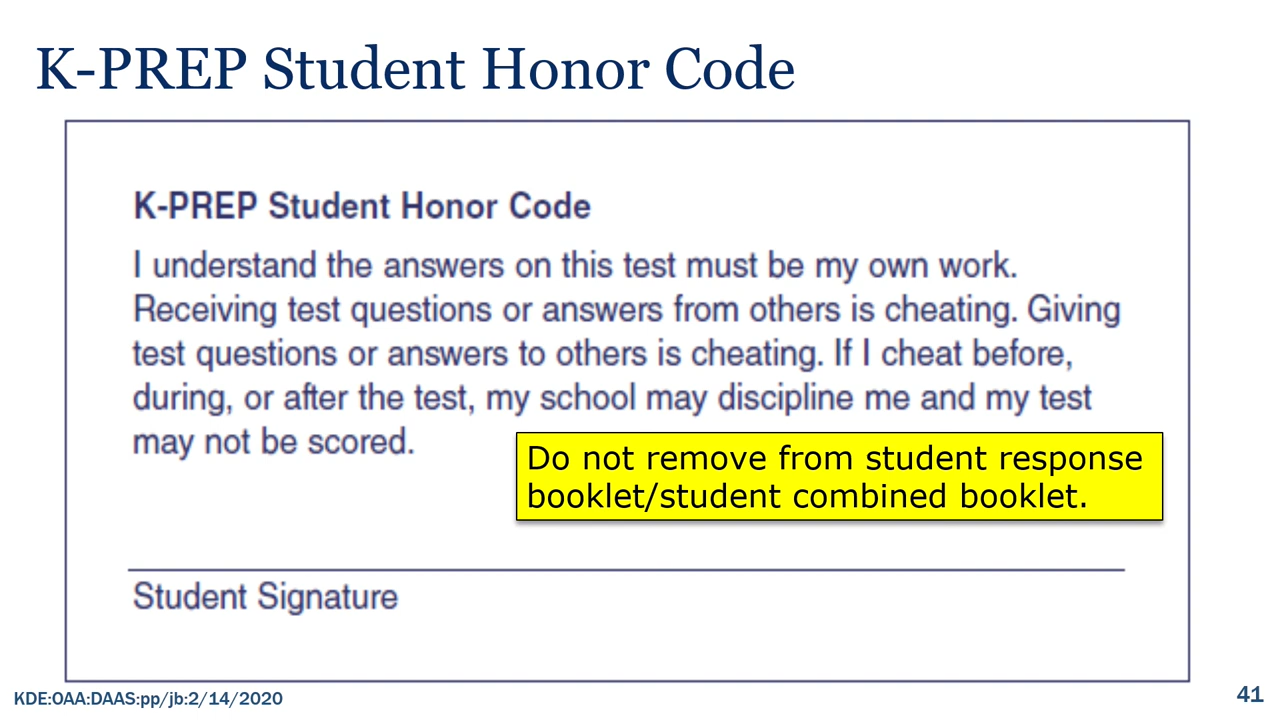 K-PREP Student Honor Code
K-PREP Student Honor Code
I understand the answers on this test must be my own work.
Receiving test questions or answers from others is cheating. Giving
test questions or answers to others is cheating. If I cheat before,
during, or after the test, my school may discipline me and my test
may not be scored.
Do not remove from student response
booklet/student combined booklet.
Student Signature
KDE:OAA:DAAS:pp/jb:2/14/2020
41